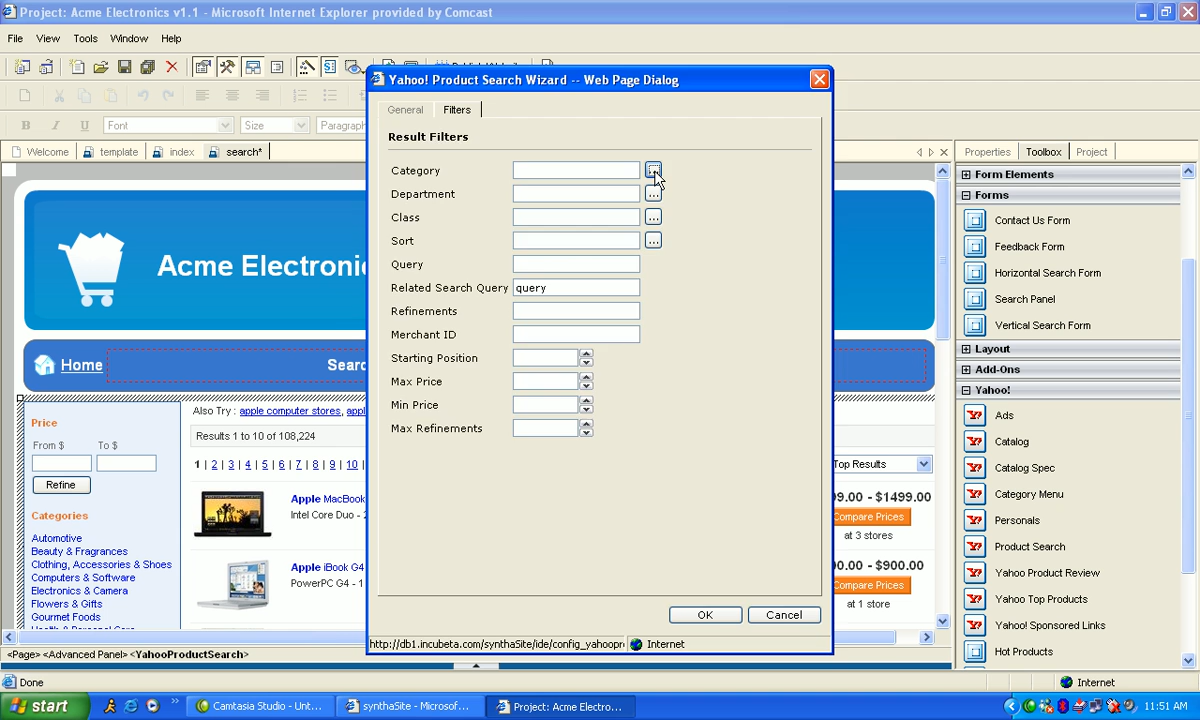 Project: Acme Electronics v1.1 - Microsoft Internet Explorer provided by Comcast
File View Tools Window Help
Yahoo! Product Search Wizard -- Web Page Dialog
B I U Font Size Paragraph
Welcome template index search*
Properties Toolbox Project
General Filters
Result Filters
Category ...
Department ...
Class ...
Sort ...
Query
Related Search Query query
Refinements
Merchant ID
Starting Position
Max Price
Min Price
Max Refinements
OK Cancel
http://db1.incubeta.com/synthaSite/ide/config_yahoopr Internet
Acme Electronic
Home Searc
Price
From $ To $
Refine
Categories
Automotive
Beauty & Fragrances
Clothing, Accessories & Shoes
Computers & Software
Electronics & Camera
Flowers & Gifts
Gourmet Foods
Also Try : apple computer stores, appl
Results 1 to 10 of 108,224
1 | 2 | 3 | 4 | 5 | 6 | 7 | 8 | 9 | 10
Top Results
Apple MacBook
Intel Core Duo - 2
99.00 - $1499.00
Compare Prices
at 3 stores
Apple iBook G4
PowerPC G4 - 1
00.00 - $900.00
Compare Prices
at 1 store
Form Elements
Forms
Contact Us Form
Feedback Form
Horizontal Search Form
Search Panel
Vertical Search Form
Layout
Add-Ons
Yahoo!
Ads
Catalog
Catalog Spec
Category Menu
Personals
Product Search
Yahoo Product Review
Yahoo Top Products
Yahoo! Sponsored Links
Hot Products
<Page> <Advanced Panel> <YahooProductSearch>
Done Internet
start Camtasia Studio - Unt... synthaSite - Microsof... Project: Acme Electro... 11:51 AM